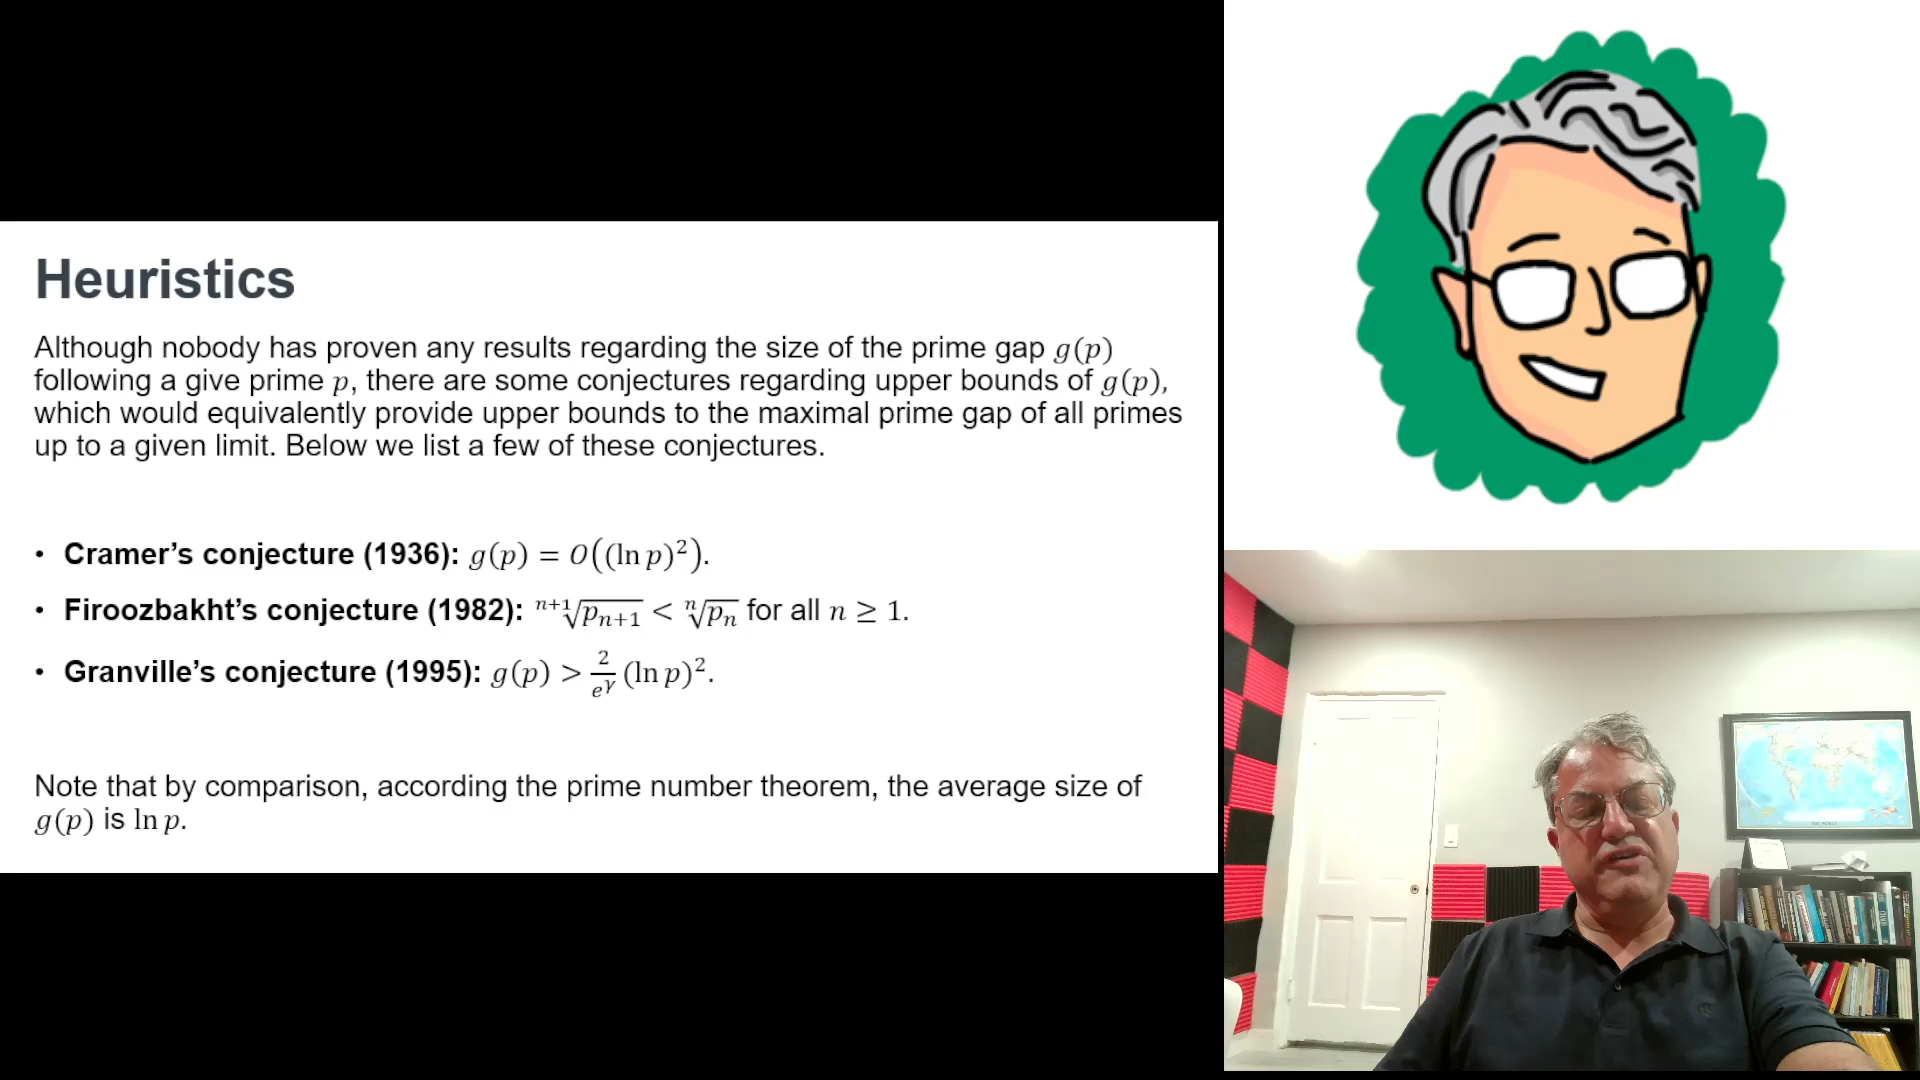 Heuristics
Although nobody has proven any results regarding the size of the prime gap g(p)
following a give prime p, there are some conjectures regarding upper bounds of g(p),
which would equivalently provide upper bounds to the maximal prime gap of all primes
up to a given limit. Below we list a few of these conjectures.
• Cramer’s conjecture (1936): g(p) = O((ln p)²).
• Firoozbakht’s conjecture (1982): ⁿ⁺¹√pₙ₊₁ < ⁿ√pₙ for all n ≥ 1.
• Granville’s conjecture (1995): g(p) > 2/e^γ (ln p)².
Note that by comparison, according the prime number theorem, the average size of
g(p) is ln p.